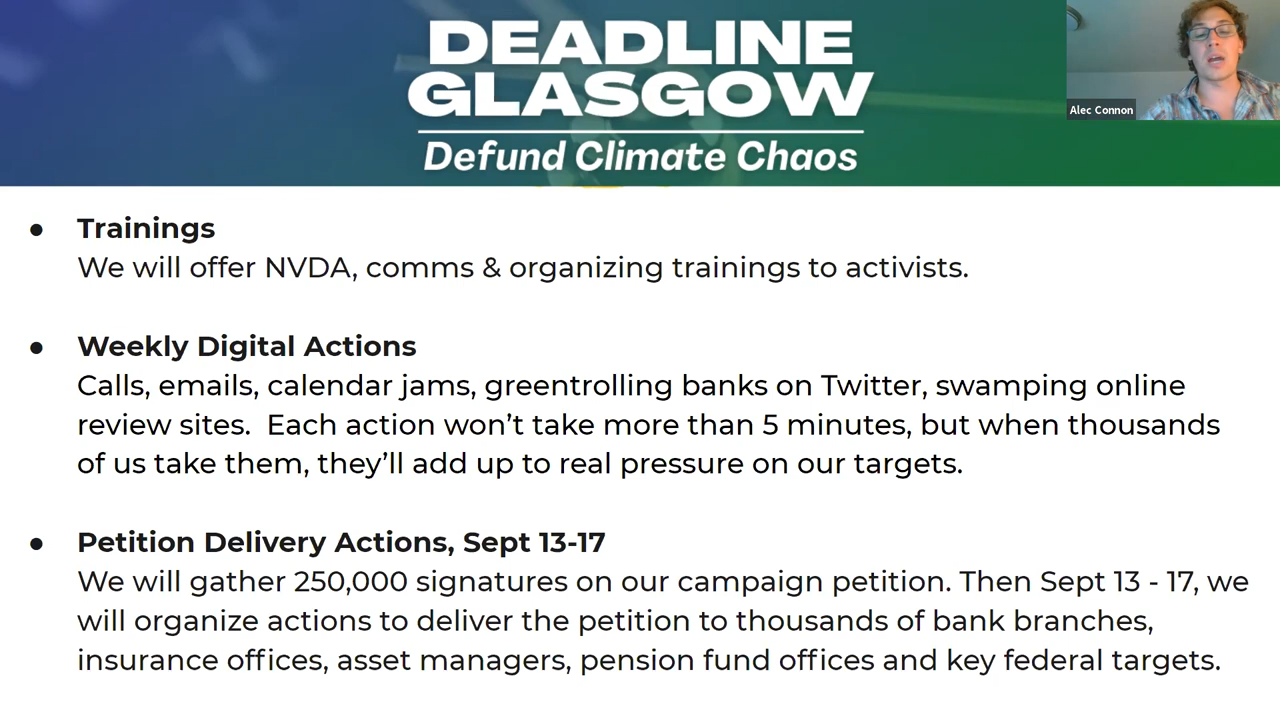 DEADLINE
GLASGOW
Defund Climate Chaos
Alec Connon
● Trainings
We will offer NVDA, comms & organizing trainings to activists.
● Weekly Digital Actions
Calls, emails, calendar jams, greentrolling banks on Twitter, swamping online
review sites.  Each action won’t take more than 5 minutes, but when thousands
of us take them, they’ll add up to real pressure on our targets.
● Petition Delivery Actions, Sept 13-17
We will gather 250,000 signatures on our campaign petition. Then Sept 13 - 17, we
will organize actions to deliver the petition to thousands of bank branches,
insurance offices, asset managers, pension fund offices and key federal targets.